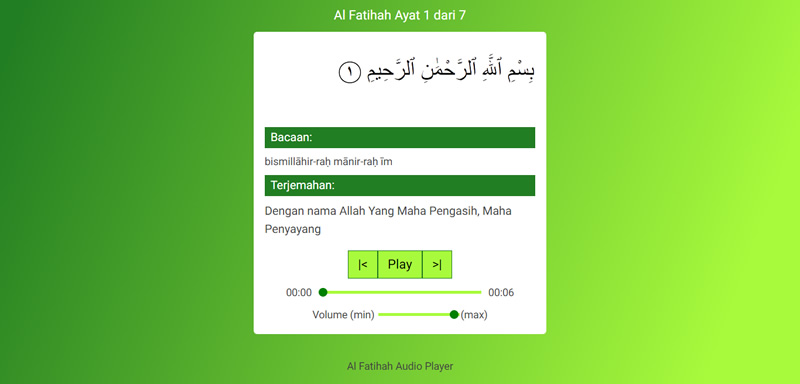 Al Fatihah Ayat 1 dari 7
بِسْمِ ٱللَّهِ ٱلرَّحْمَٰنِ ٱلرَّحِيمِ ١
Bacaan:
bismillāhir-raḥ mānir-raḥ īm
Terjemahan:
Dengan nama Allah Yang Maha Pengasih, Maha
Penyayang
|< Play >|
00:00 00:06
Volume (min) (max)
Al Fatihah Audio Player